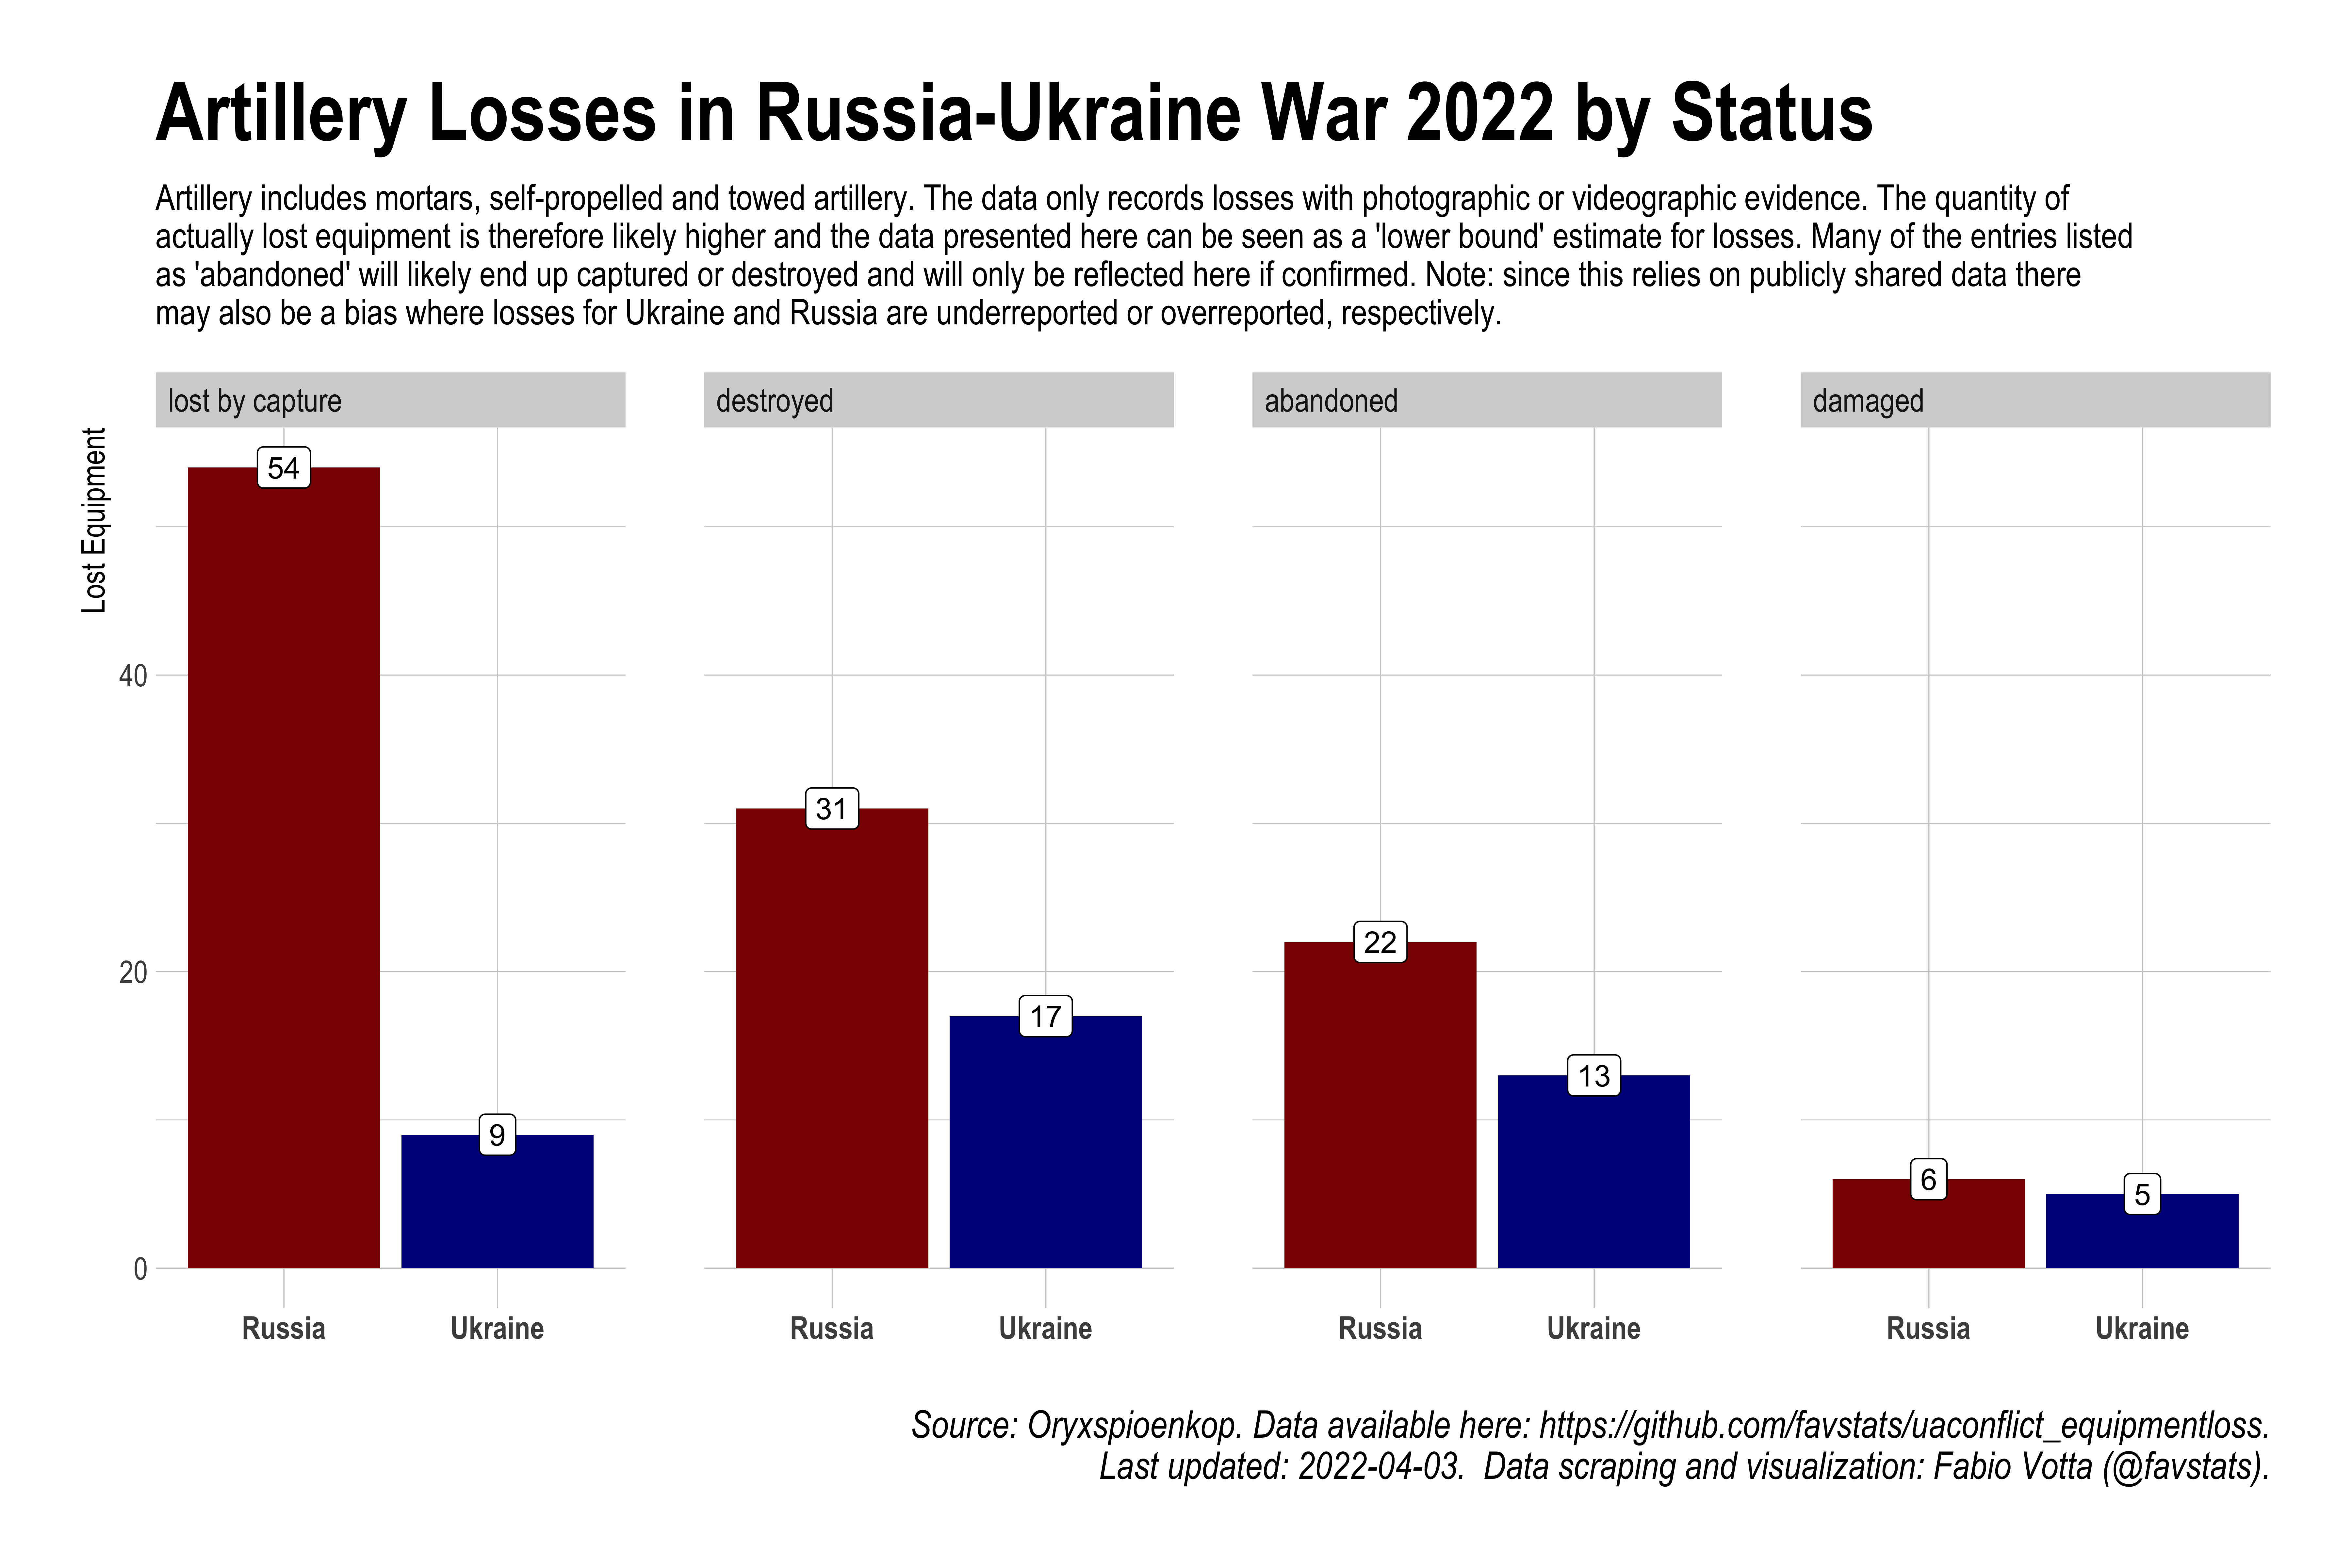 Artillery Losses in Russia-Ukraine War 2022 by Status
Artillery includes mortars, self-propelled and towed artillery. The data only records losses with photographic or videographic evidence. The quantity of
actually lost equipment is therefore likely higher and the data presented here can be seen as a 'lower bound' estimate for losses. Many of the entries listed
as 'abandoned' will likely end up captured or destroyed and will only be reflected here if confirmed. Note: since this relies on publicly shared data there
may also be a bias where losses for Ukraine and Russia are underreported or overreported, respectively.
lost by capture
destroyed
abandoned
damaged
Lost Equipment
40
20
0
54
9
31
17
22
13
6
5
Russia
Ukraine
Russia
Ukraine
Russia
Ukraine
Russia
Ukraine
Source: Oryxspioenkop. Data available here: https://github.com/favstats/uaconflict_equipmentloss.
Last updated: 2022-04-03.  Data scraping and visualization: Fabio Votta (@favstats).